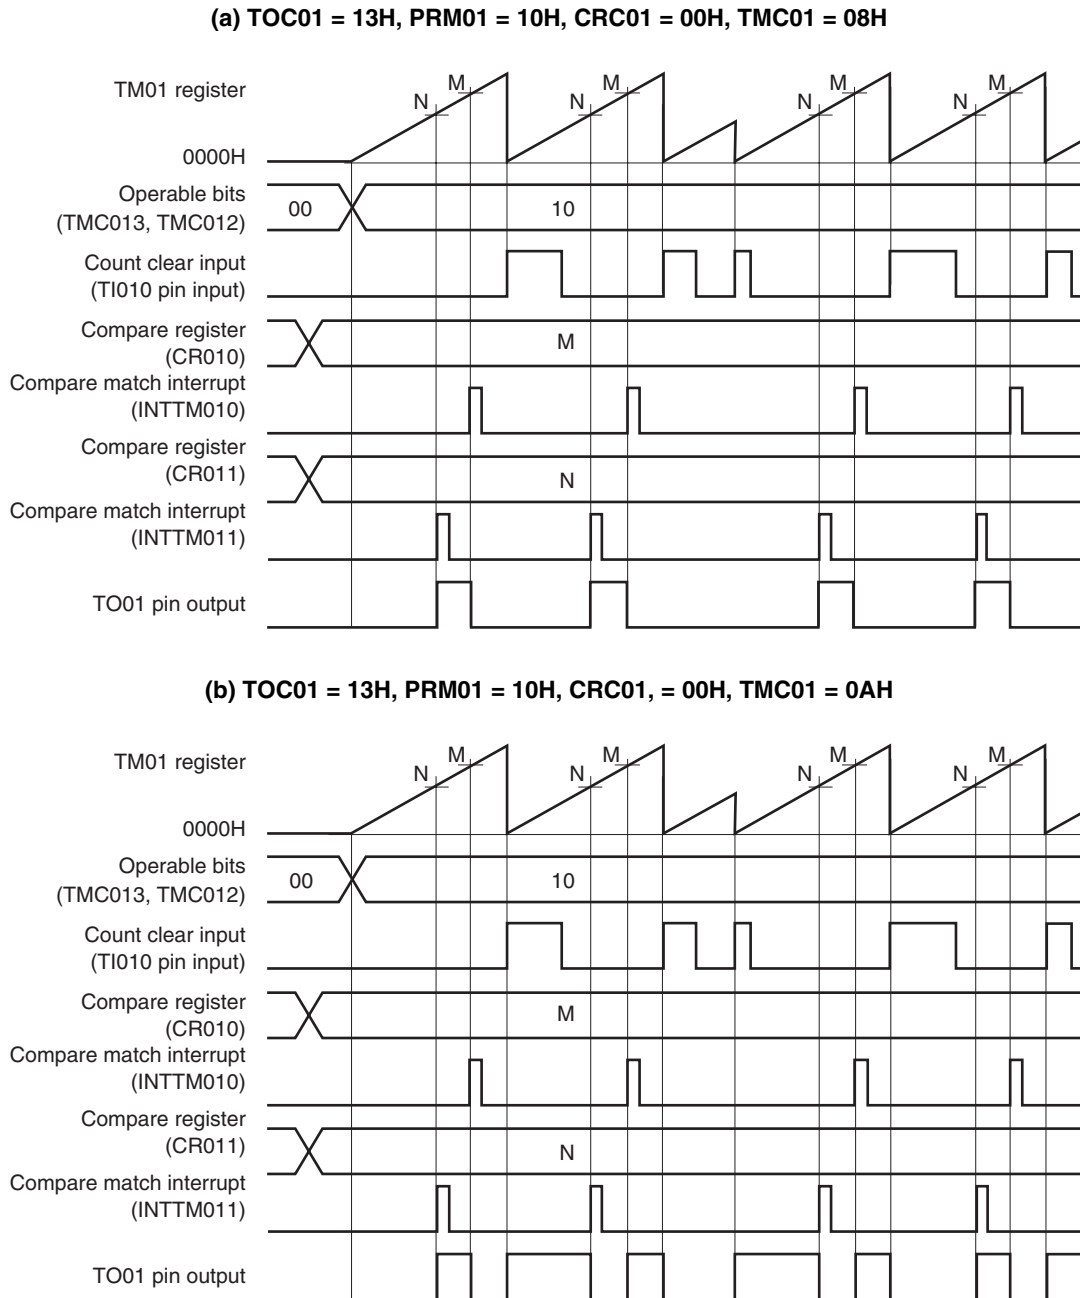 (a) TOC01 = 13H, PRM01 = 10H, CRC01 = 00H, TMC01 = 08H
TM01 register
N
M
N
M
N
M
N
M
0000H
Operable bits
(TMC013, TMC012)
00
10
Count clear input
(TI010 pin input)
Compare register
(CR010)
M
Compare match interrupt
(INTTM010)
Compare register
(CR011)
N
Compare match interrupt
(INTTM011)
TO01 pin output
(b) TOC01 = 13H, PRM01 = 10H, CRC01, = 00H, TMC01 = 0AH
TM01 register
N
M
N
M
N
M
N
M
0000H
Operable bits
(TMC013, TMC012)
00
10
Count clear input
(TI010 pin input)
Compare register
(CR010)
M
Compare match interrupt
(INTTM010)
Compare register
(CR011)
N
Compare match interrupt
(INTTM011)
TO01 pin output